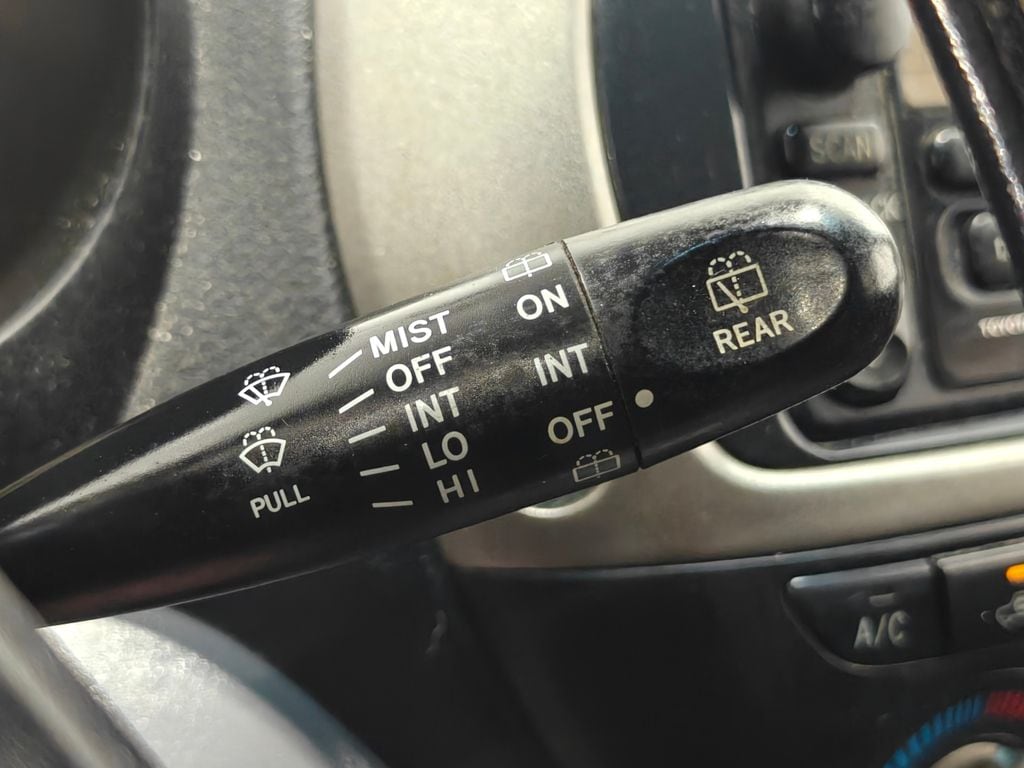 MIST
OFF
INT
LO
HI
PULL
ON
INT
OFF
REAR
SCAN
A/C